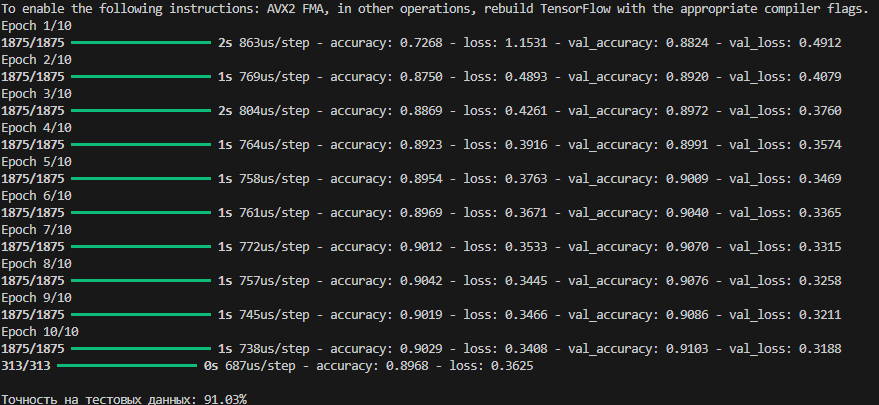 To enable the following instructions: AVX2 FMA, in other operations, rebuild TensorFlow with the appropriate compiler flags.
Epoch 1/10
1875/1875 2s 863us/step - accuracy: 0.7268 - loss: 1.1531 - val_accuracy: 0.8824 - val_loss: 0.4912
Epoch 2/10
1875/1875 1s 769us/step - accuracy: 0.8750 - loss: 0.4893 - val_accuracy: 0.8920 - val_loss: 0.4079
Epoch 3/10
1875/1875 2s 804us/step - accuracy: 0.8869 - loss: 0.4261 - val_accuracy: 0.8972 - val_loss: 0.3760
Epoch 4/10
1875/1875 1s 764us/step - accuracy: 0.8923 - loss: 0.3916 - val_accuracy: 0.8991 - val_loss: 0.3574
Epoch 5/10
1875/1875 1s 758us/step - accuracy: 0.8954 - loss: 0.3763 - val_accuracy: 0.9009 - val_loss: 0.3469
Epoch 6/10
1875/1875 1s 761us/step - accuracy: 0.8969 - loss: 0.3671 - val_accuracy: 0.9040 - val_loss: 0.3365
Epoch 7/10
1875/1875 1s 772us/step - accuracy: 0.9012 - loss: 0.3533 - val_accuracy: 0.9070 - val_loss: 0.3315
Epoch 8/10
1875/1875 1s 757us/step - accuracy: 0.9042 - loss: 0.3445 - val_accuracy: 0.9076 - val_loss: 0.3258
Epoch 9/10
1875/1875 1s 745us/step - accuracy: 0.9019 - loss: 0.3466 - val_accuracy: 0.9086 - val_loss: 0.3211
Epoch 10/10
1875/1875 1s 738us/step - accuracy: 0.9029 - loss: 0.3408 - val_accuracy: 0.9103 - val_loss: 0.3188
313/313 0s 687us/step - accuracy: 0.8968 - loss: 0.3625
Точность на тестовых данных: 91.03%